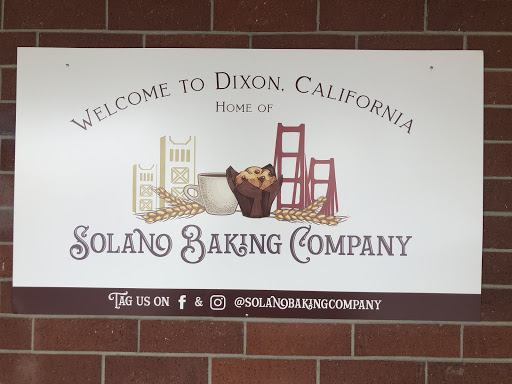 Welcome to Dixon, California
Home of
Solano Baking Company
Tag us on & @solanobakingcompany